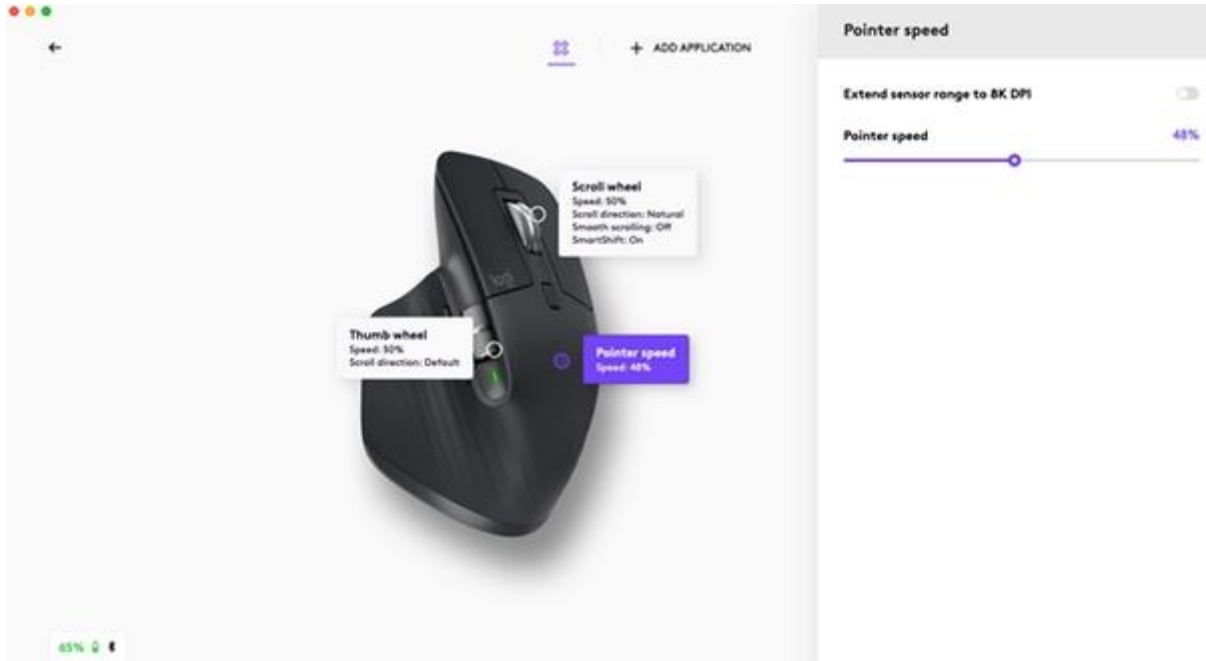 + ADD APPLICATION
Pointer speed
Extend sensor range to 8K DPI
Pointer speed
48%
Scroll wheel
Speed: 50%
Scroll direction: Natural
Smooth scrolling: Off
SmartShift: On
logi
Thumb wheel
Speed: 50%
Scroll direction: Default
Pointer speed
Speed: 48%
65%